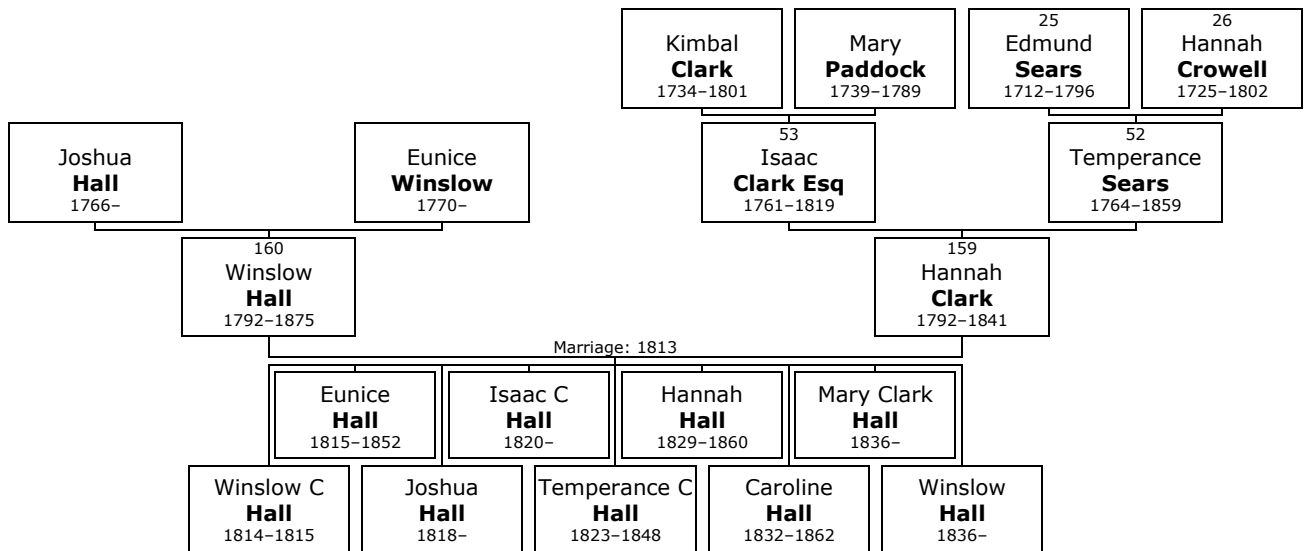 Kimbal
Clark
1734–1801
Mary
Paddock
1739–1789
25
Edmund
Sears
1712–1796
26
Hannah
Crowell
1725–1802
Joshua
Hall
1766–
Eunice
Winslow
1770–
53
Isaac
Clark Esq
1761–1819
52
Temperance
Sears
1764–1859
160
Winslow
Hall
1792–1875
159
Hannah
Clark
1792–1841
Marriage: 1813
Eunice
Hall
1815–1852
Isaac C
Hall
1820–
Hannah
Hall
1829–1860
Mary Clark
Hall
1836–
Winslow C
Hall
1814–1815
Joshua
Hall
1818–
Temperance C
Hall
1823–1848
Caroline
Hall
1832–1862
Winslow
Hall
1836–